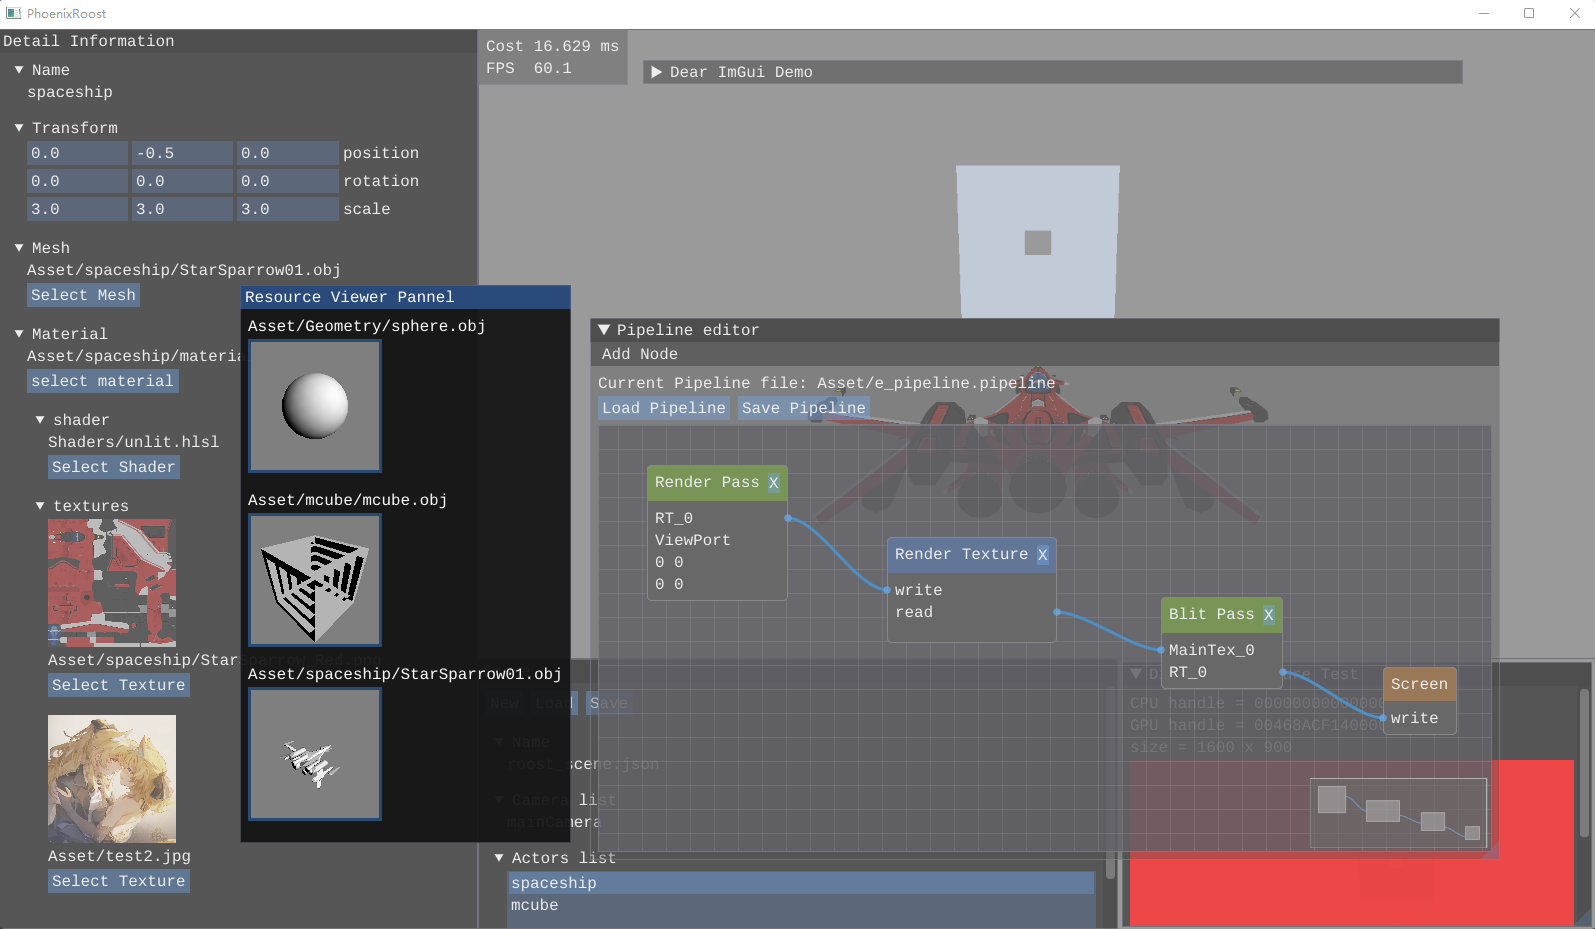 PhoenixRoost
Detail Information
Name
spaceship
Transform
0.0 -0.5 0.0 position
0.0 0.0 0.0 rotation
3.0 3.0 3.0 scale
Mesh
Asset/spaceship/StarSparrow01.obj
Select Mesh
Material
Asset/spaceship/materia
select material
shader
Shaders/unlit.hlsl
Select Shader
textures
Asset/spaceship/StarSparrow_Red.png
Select Texture
Asset/test2.jpg
Select Texture
Resource Viewer Pannel
Asset/Geometry/sphere.obj
Asset/mcube/mcube.obj
Asset/spaceship/StarSparrow01.obj
Cost 16.629 ms
FPS 60.1
Dear ImGui Demo
Pipeline editor
Add Node
Current Pipeline file: Asset/e_pipeline.pipeline
Load Pipeline Save Pipeline
Render Pass X
RT_0
ViewPort
0 0
0 0
Render Texture X
write
read
Blit Pass X
MainTex_0
RT_0
Screen
write
New Load Save
Name
roost_scene.json
Camera list
mainCamera
Actors list
spaceship
mcube
Test
CPU handle = 0000000000000
GPU handle = 00468ACF14000
size = 1600 x 900